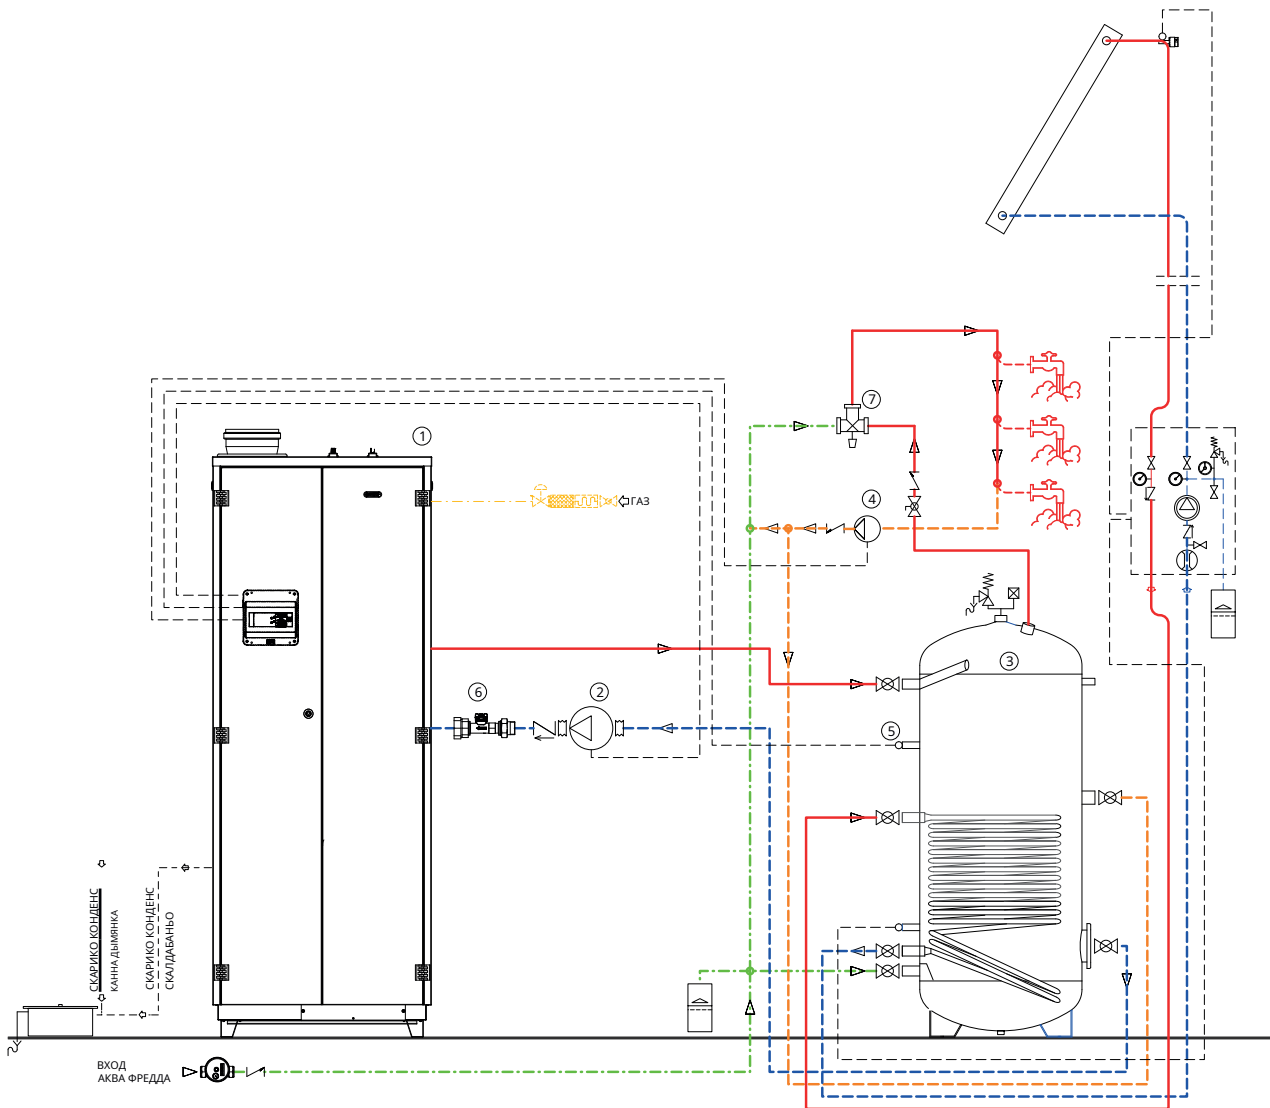 1
7
ГАЗ
4
3
6
2
5
СКАРИКО КОНДЕНС
КАННА ДЫМЯНКА
СКАРИКО КОНДЕНС
СКАЛДАБАНЬО
ВХОД
АКВА ФРЕДДА